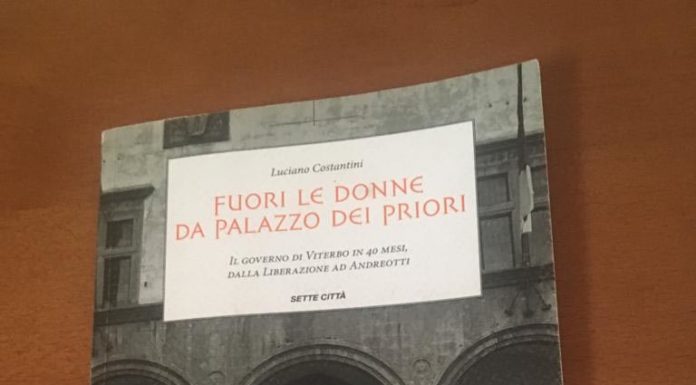 Luciano Costantini
FUORI LE DONNE
DA PALAZZO DEI PRIORI
IL GOVERNO DI VITERBO IN 40 MESI,
DALLA LIBERAZIONE AD ANDREOTTI
SETTE CITTÀ